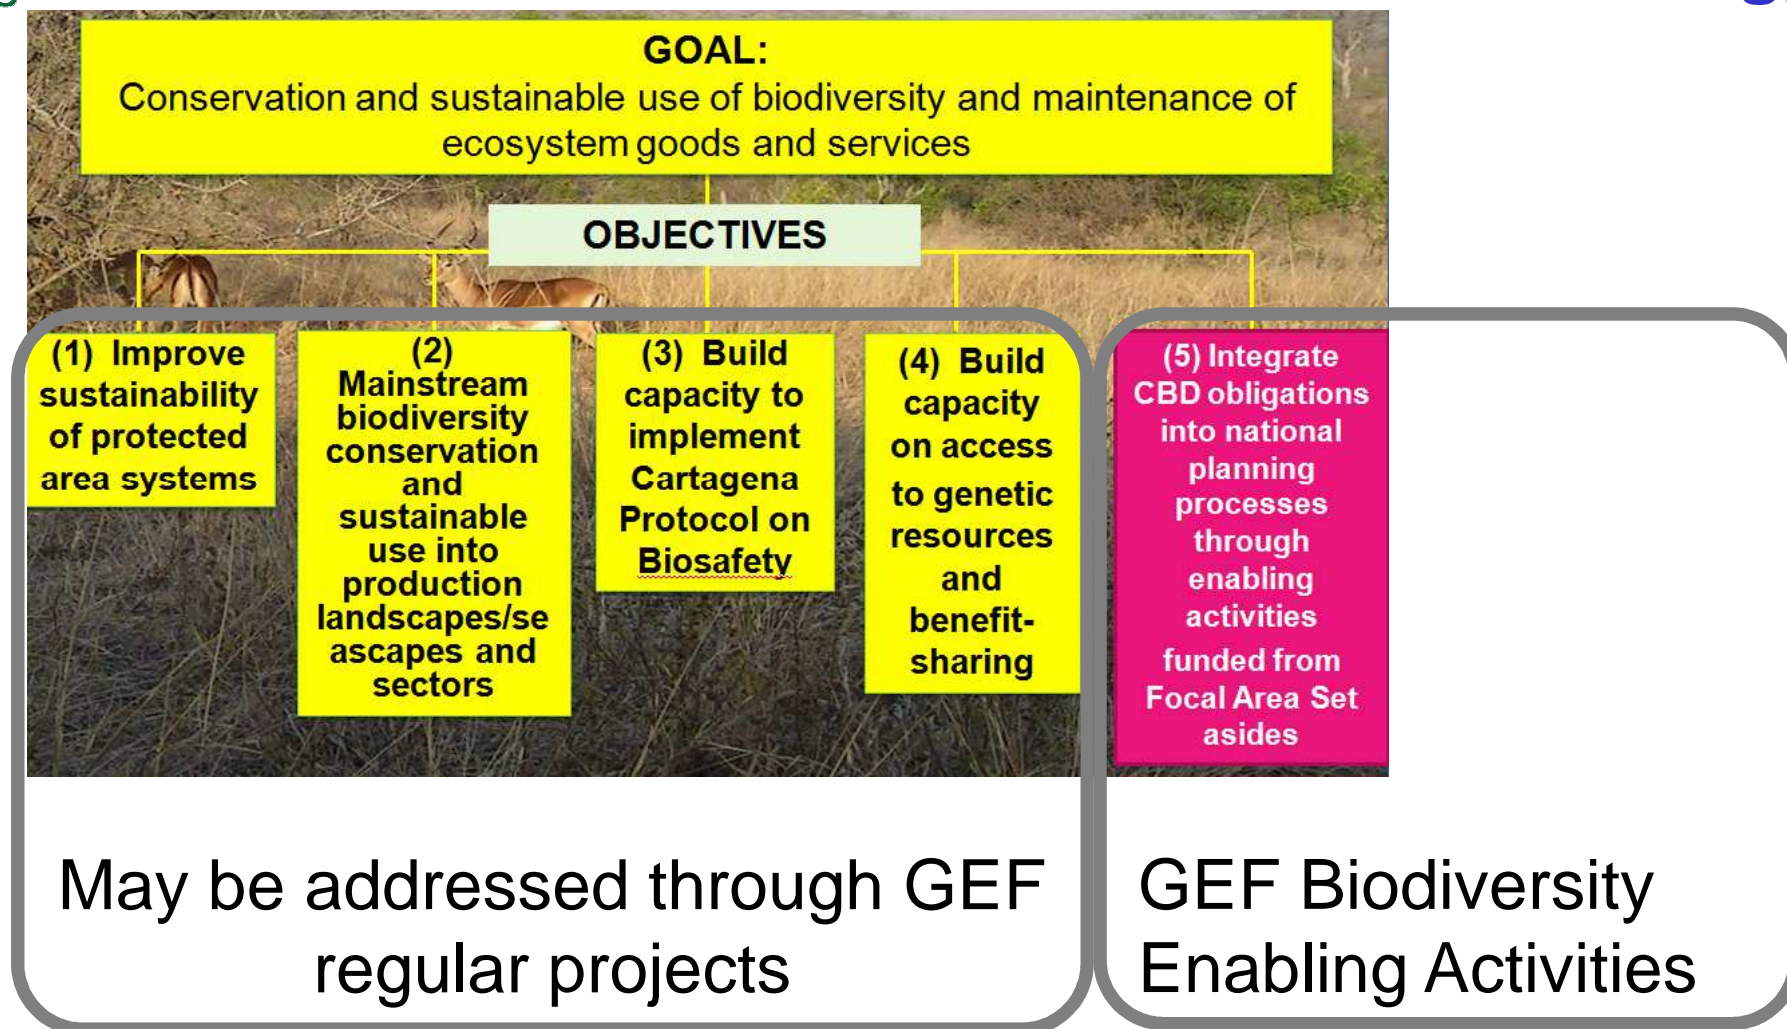 GOAL:
Conservation and sustainable use of biodiversity and maintenance of
ecosystem goods and services
OBJECTIVES
(1) Improve
sustainability
of protected
area systems
(2)
Mainstream
biodiversity
conservation
and
sustainable
use into
production
landscapes/se
ascapes and
sectors
(3) Build
capacity to
implement
Cartagena
Protocol on
Biosafety
(4) Build
capacity
on access
to genetic
resources
and
benefit-
sharing
(5) Integrate
CBD obligations
into national
planning
processes
through
enabling
activities
funded from
Focal Area Set
asides
May be addressed through GEF
regular projects
GEF Biodiversity
Enabling Activities